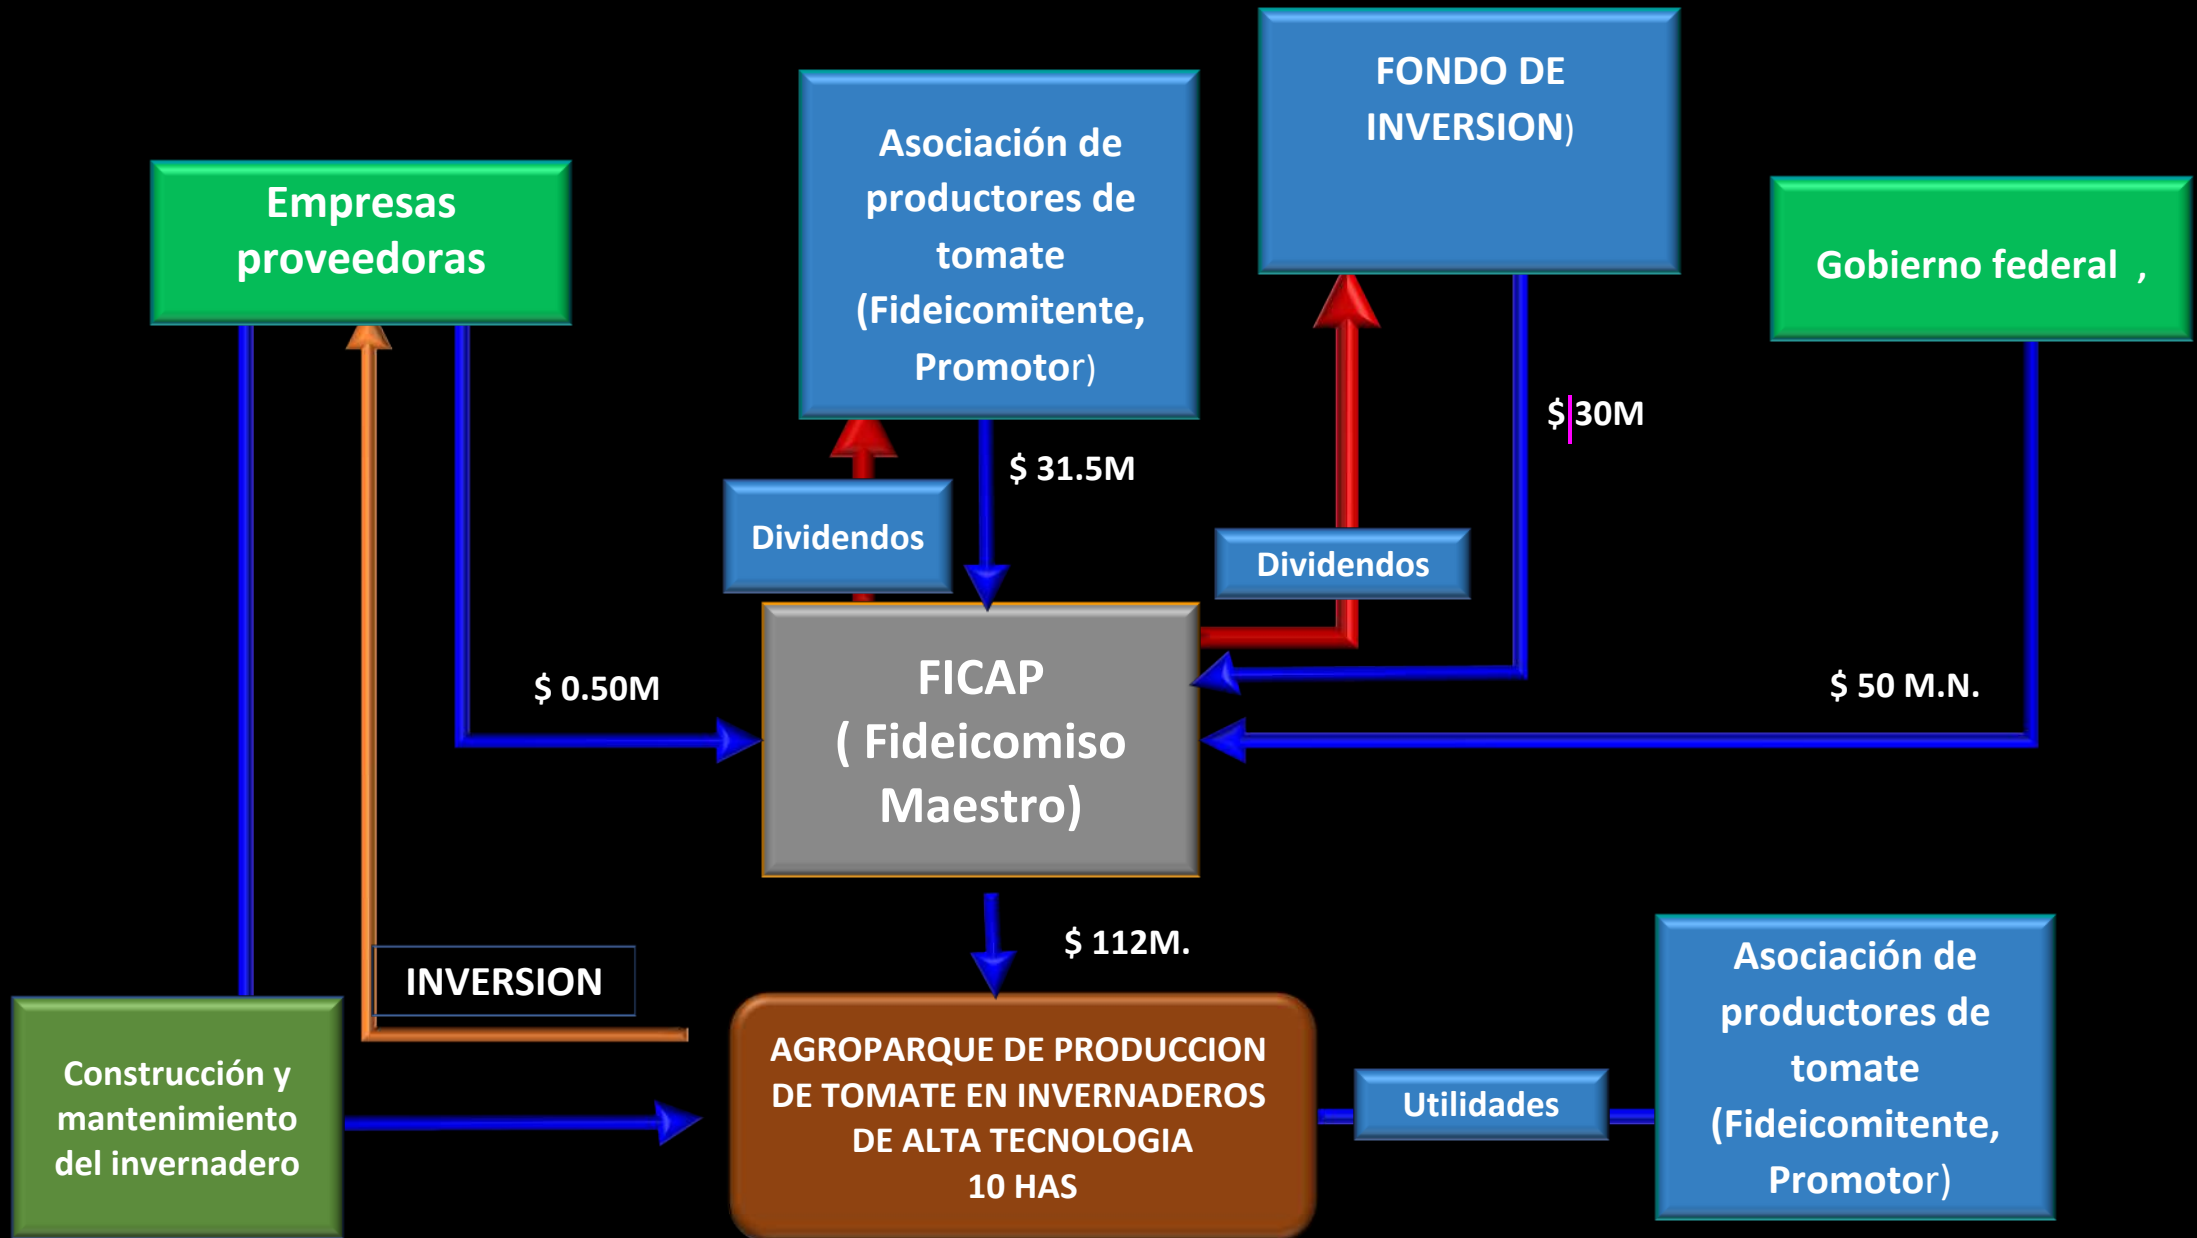 FONDO DE
INVERSION)
Asociación de
productores de
tomate
(Fideicomitente,
Promotor)
Empresas
proveedoras
Gobierno federal ,
$ 30M
$ 31.5M
Dividendos
Dividendos
$ 0.50M
FICAP
( Fideicomiso
Maestro)
$ 50 M.N.
$ 112M.
INVERSION
Construcción y
mantenimiento
del invernadero
AGROPARQUE DE PRODUCCION
DE TOMATE EN INVERNADEROS
DE ALTA TECNOLOGIA
10 HAS
Utilidades
Asociación de
productores de
tomate
(Fideicomitente,
Promotor)